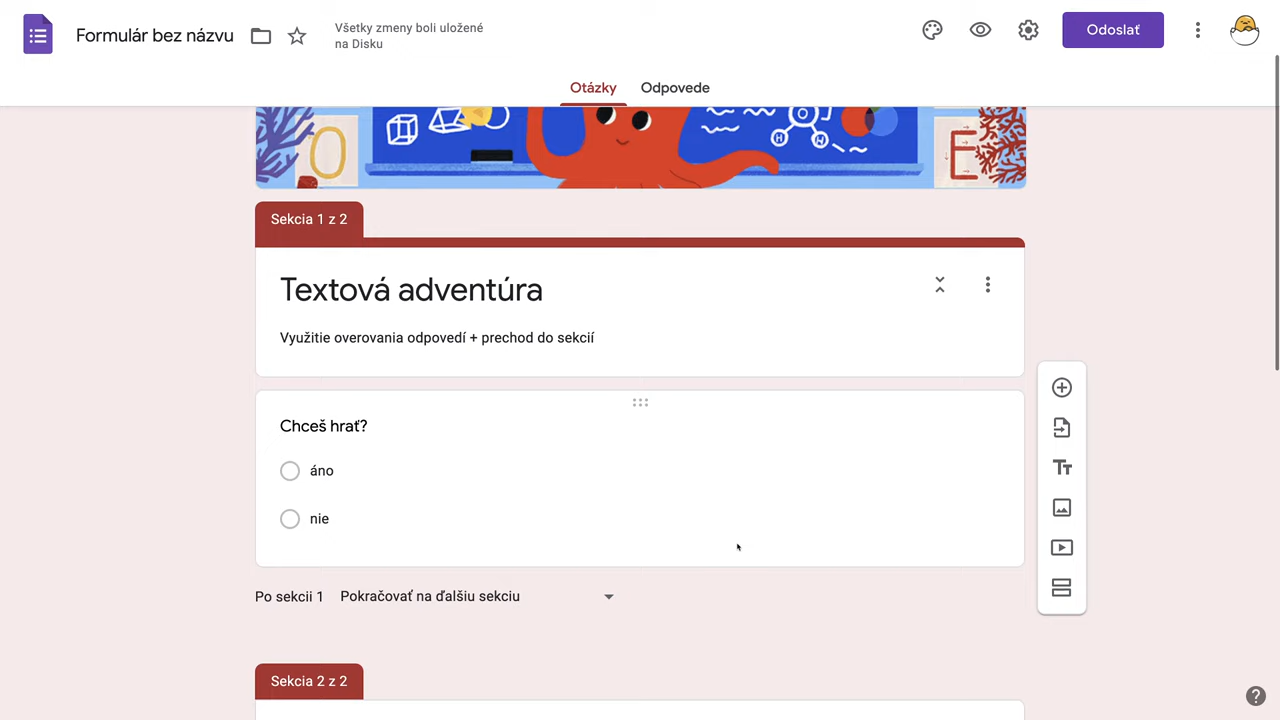 Formulár bez názvu
Všetky zmeny boli uložené
na Disku
Odoslať
Otázky
Odpovede
O
E
H
H
Sekcia 1 z 2
Textová adventúra
Využitie overovania odpovedí + prechod do sekcií
Chceš hrať?
áno
nie
Po sekcii 1 Pokračovať na ďalšiu sekciu
Tt
Sekcia 2 z 2